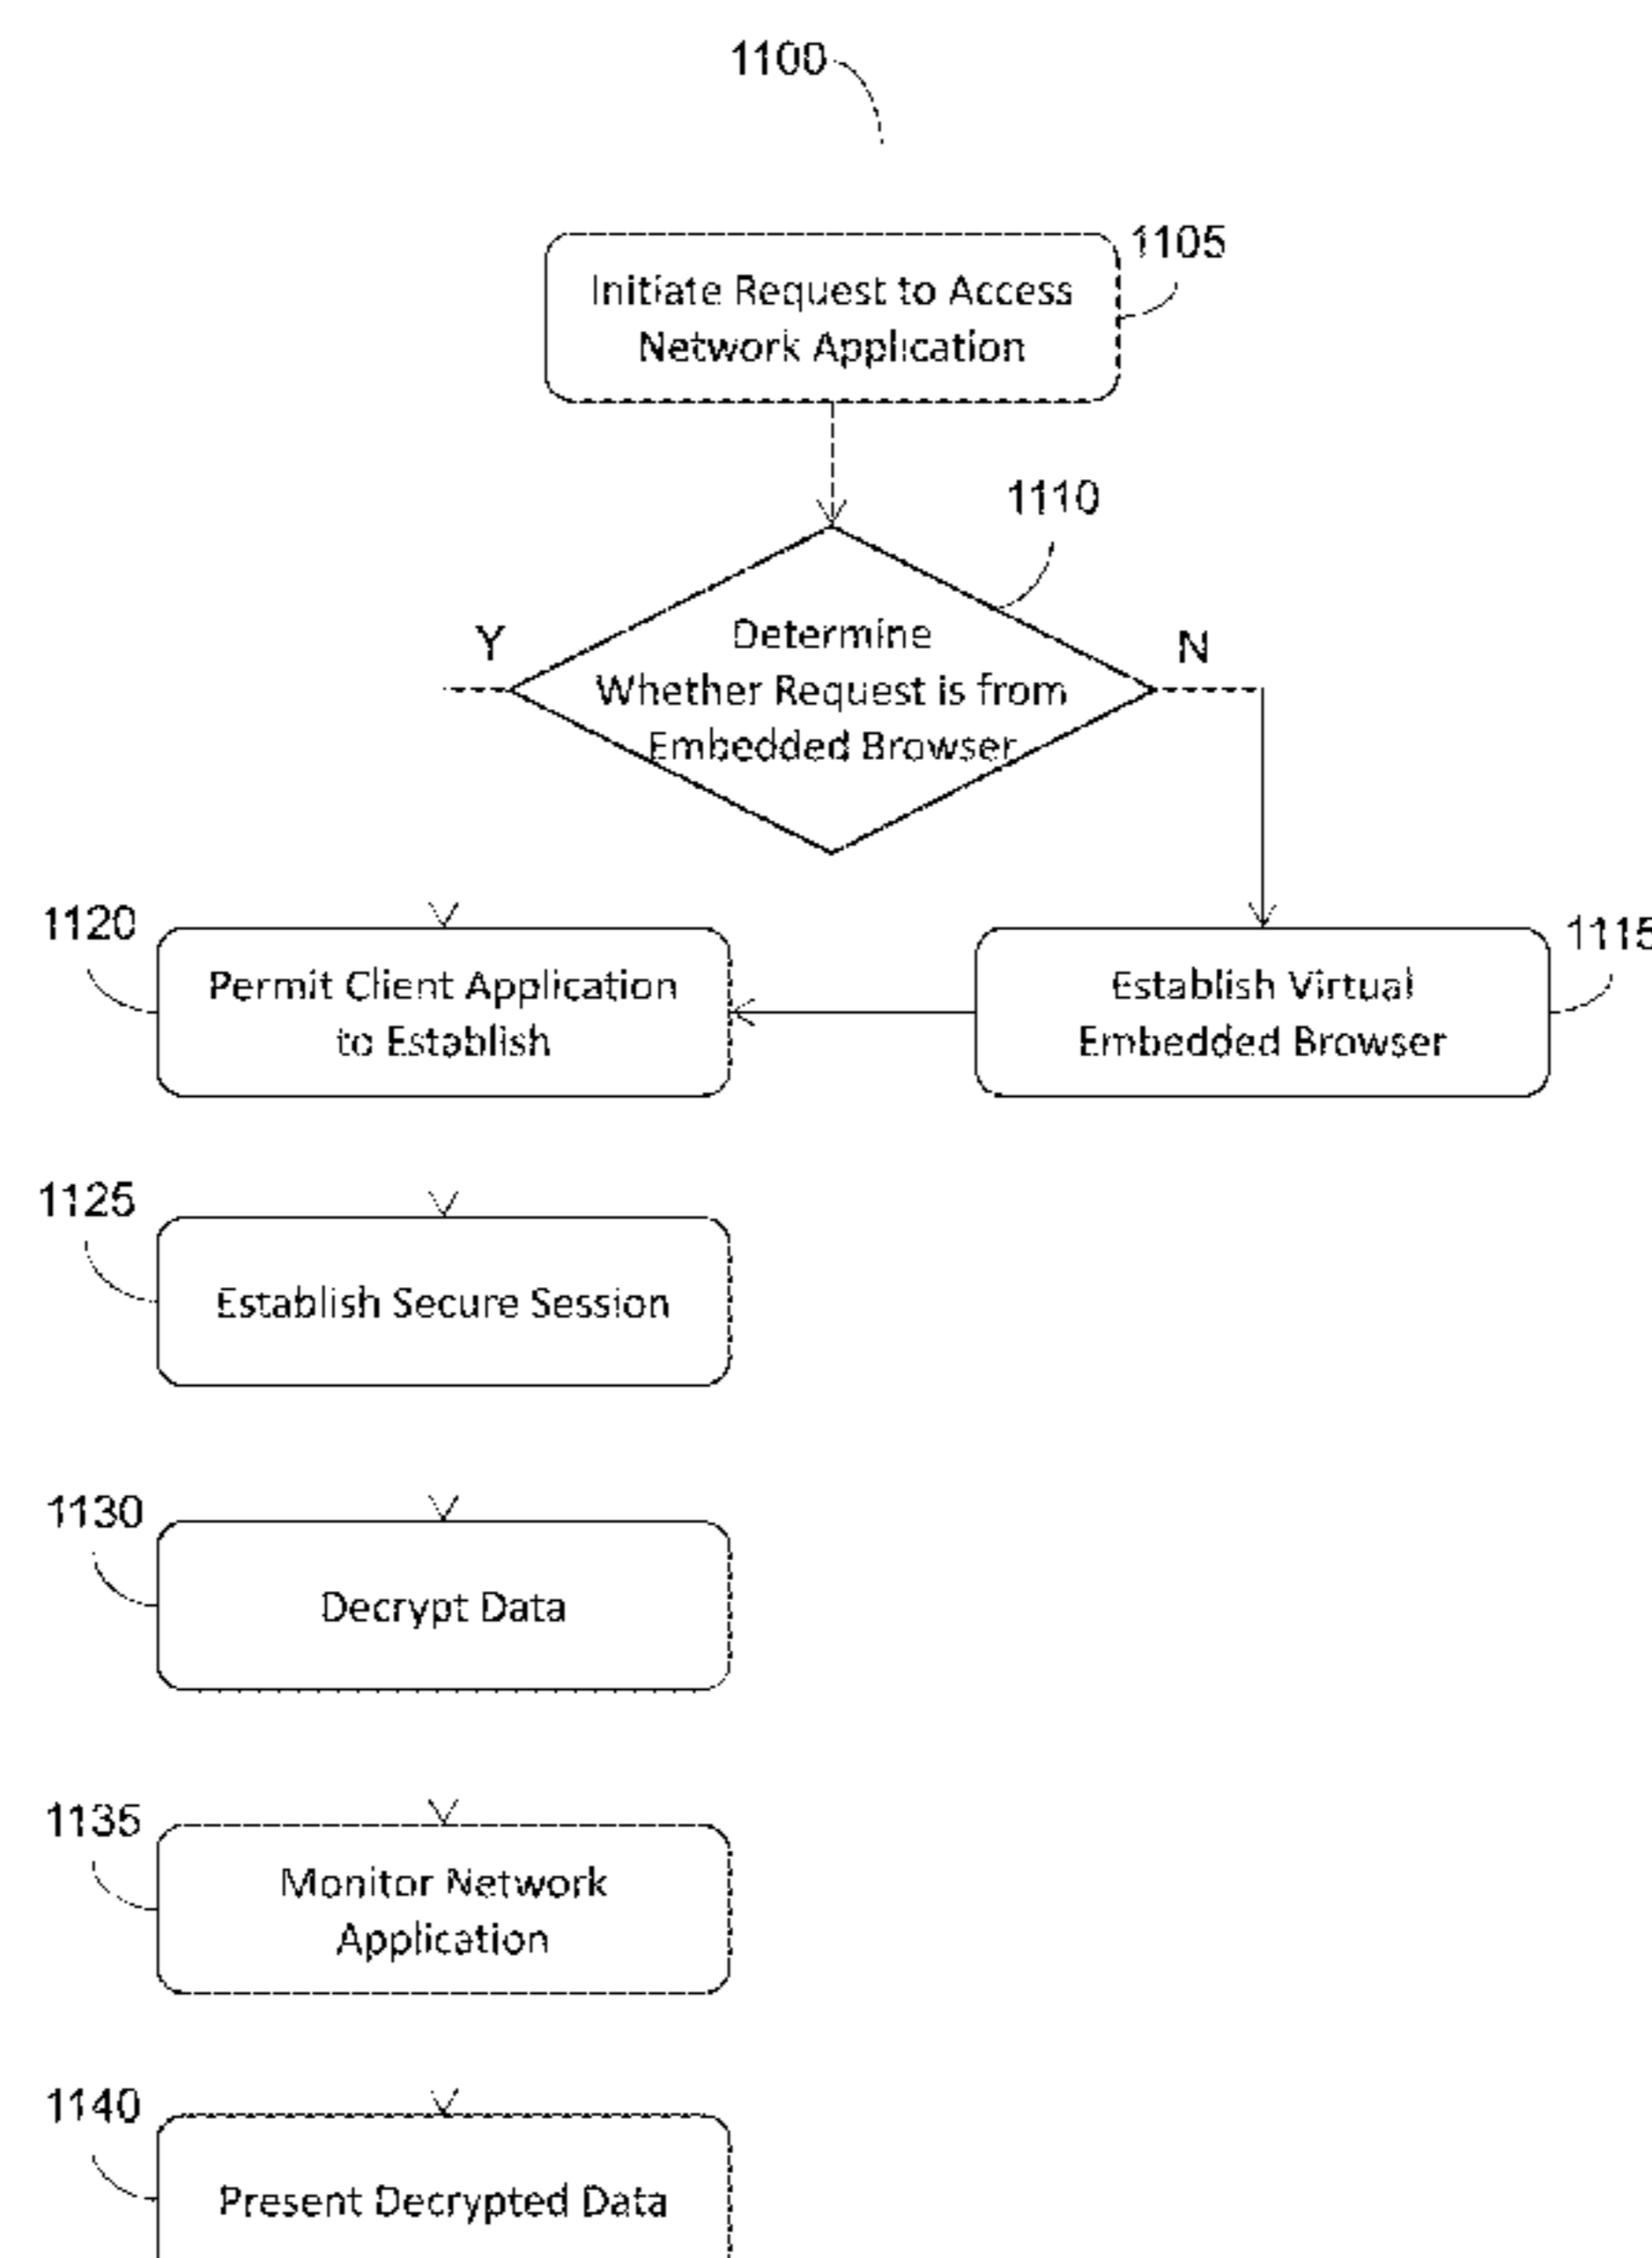 1100
1105
Initiate Request to Access
Network Application
1110
Y
N
Determine
Whether Request is from
Embedded Browser
1120
1115
Permit Client Application
to Establish
Establish Virtual
Embedded Browser
1125
Establish Secure Session
1130
Decrypt Data
1135
Monitor Network
Application
1140
Present Decrypted Data